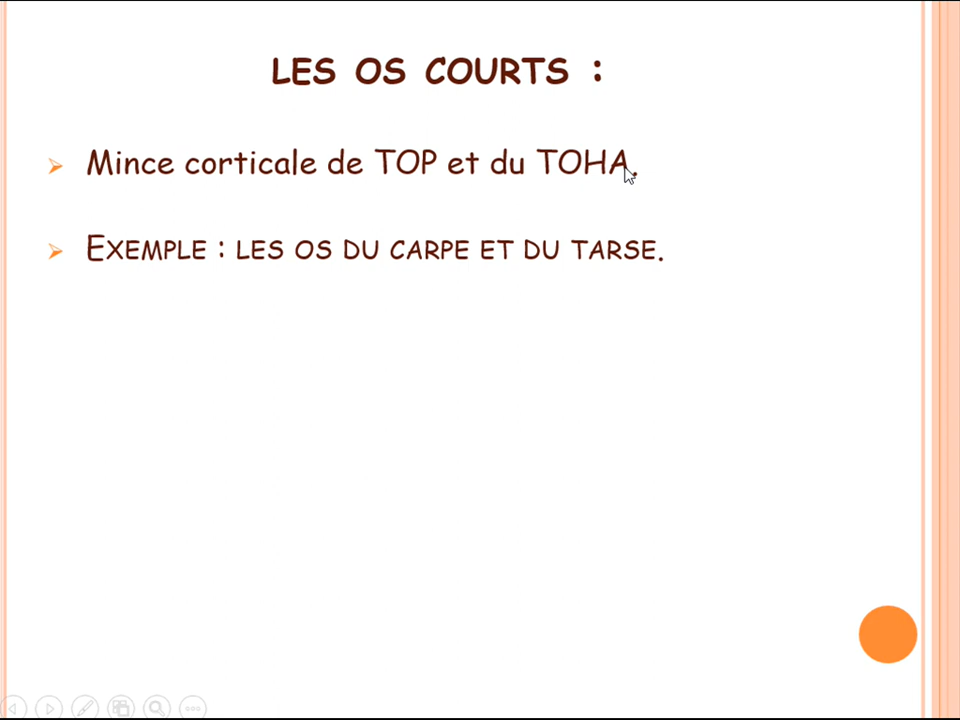 LES OS COURTS :
Mince corticale de TOP et du TOHA.
EXEMPLE : LES OS DU CARPE ET DU TARSE.